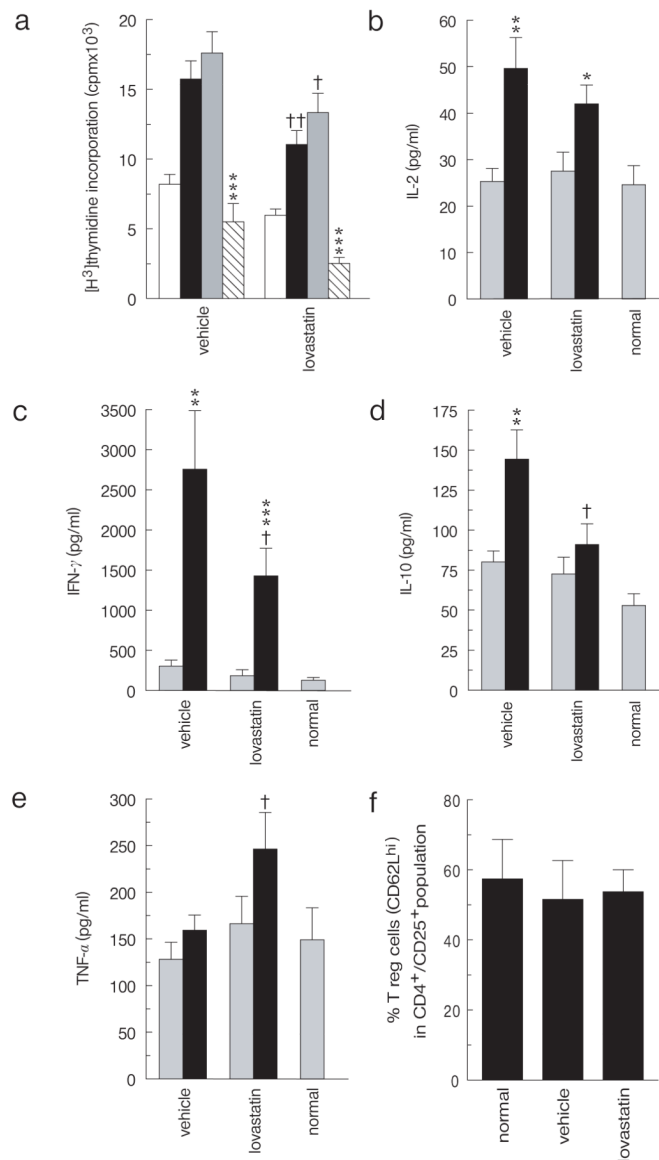 a
[H³]thymidine incorporation (cpmx10³)
20
15
10
5
0
***
††
†
***
vehicle
lovastatin
b
IL-2 (pg/ml)
60
50
40
30
20
10
0
**
*
vehicle
lovastatin
normal
c
IFN-γ (pg/ml)
3500
3000
2500
2000
1500
1000
500
0
**
***
†
vehicle
lovastatin
normal
d
IL-10 (pg/ml)
175
150
125
100
75
50
25
0
**
†
vehicle
lovastatin
normal
e
TNF-α (pg/ml)
300
250
200
150
100
50
0
†
vehicle
lovastatin
normal
f
% T reg cells (CD62Lʰⁱ)
in CD4⁺/CD25⁺population
80
60
40
20
0
normal
vehicle
lovastatin